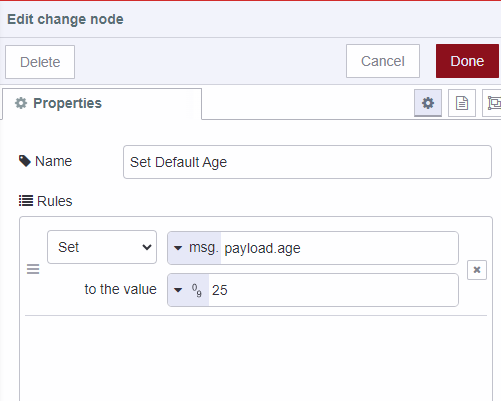 Edit change node
Delete
Cancel
Done
Properties
Name
Set Default Age
Rules
Set
msg. payload.age
to the value
09 25